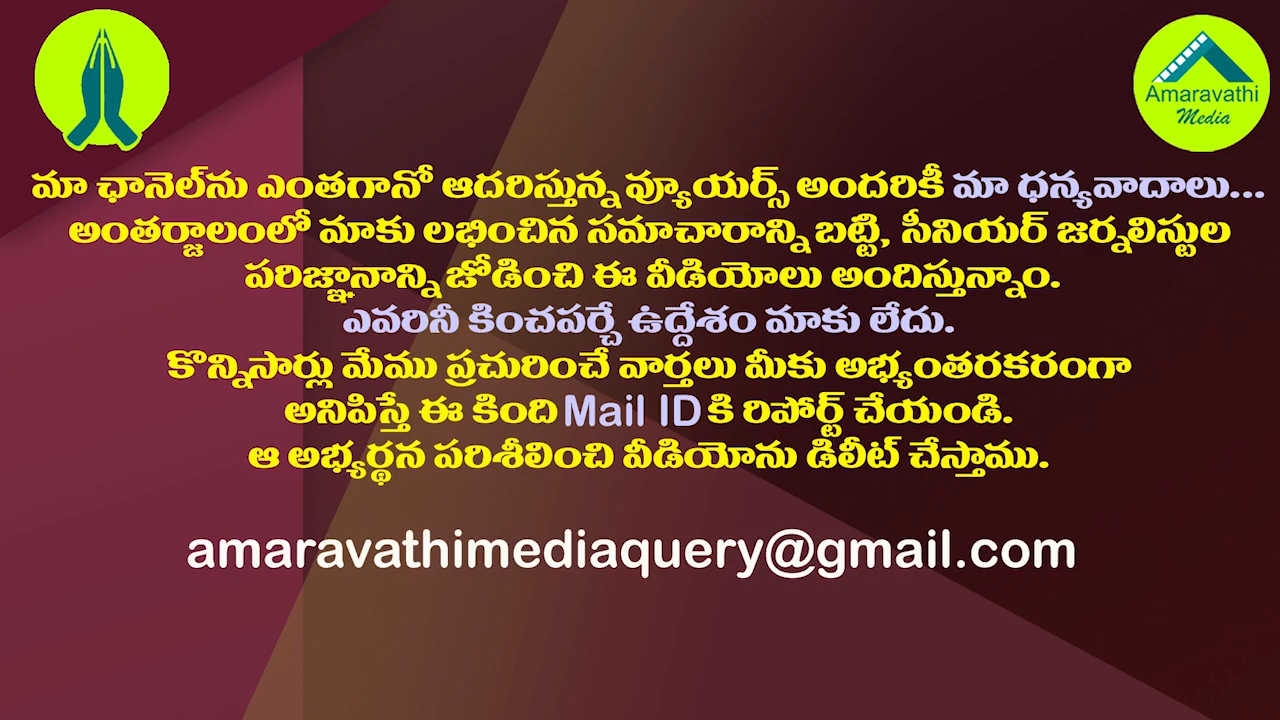 Amaravathi
Media
మా ఛానెల్‌ను ఎంతగానో ఆదరిస్తున్న వ్యూయర్స్ అందరికీ మా ధన్యవాదాలు...
అంతర్జాలంలో మాకు లభించిన సమాచారాన్ని బట్టి, సీనియర్ జర్నలిస్టుల
పరిజ్ఞానాన్ని జోడించి ఈ వీడియోలు అందిస్తున్నాం.
ఎవరినీ కించపర్చే ఉద్దేశం మాకు లేదు.
కొన్నిసార్లు మేము ప్రచురించే వార్తలు మీకు అభ్యంతరకరంగా
అనిపిస్తే ఈ కింది Mail ID కి రిపోర్ట్ చేయండి.
ఆ అభ్యర్థన పరిశీలించి వీడియోను డిలీట్ చేస్తాము.
amaravathimediaquery@gmail.com